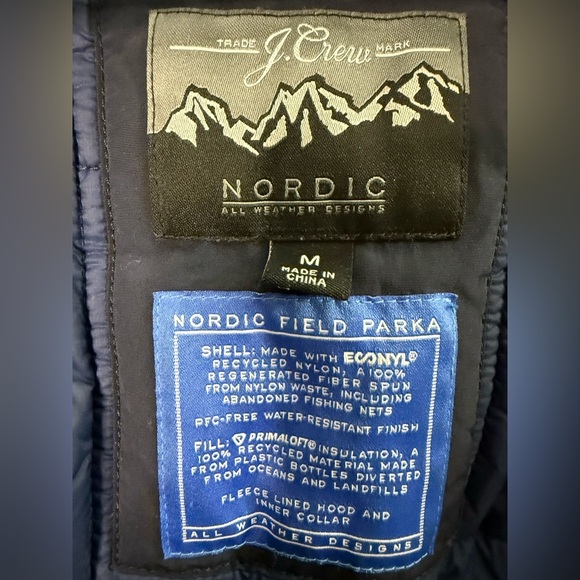 TRADE J.Crew MARK
NORDIC
ALL WEATHER DESIGNS
M
MADE IN
CHINA
NORDIC FIELD PARKA
SHELL: MADE WITH ECONYL®
RECYCLED NYLON, A 100%
REGENERATED FIBER SPUN
FROM NYLON WASTE, INCLUDING
ABANDONED FISHING NETS
PFC-FREE WATER-RESISTANT FINISH
FILL: PRIMALOFT® INSULATION, A
100% RECYCLED MATERIAL MADE
FROM PLASTIC BOTTLES DIVERTED
FROM OCEANS AND LANDFILLS
FLEECE LINED HOOD AND
INNER COLLAR
ALL WEATHER DESIGNS